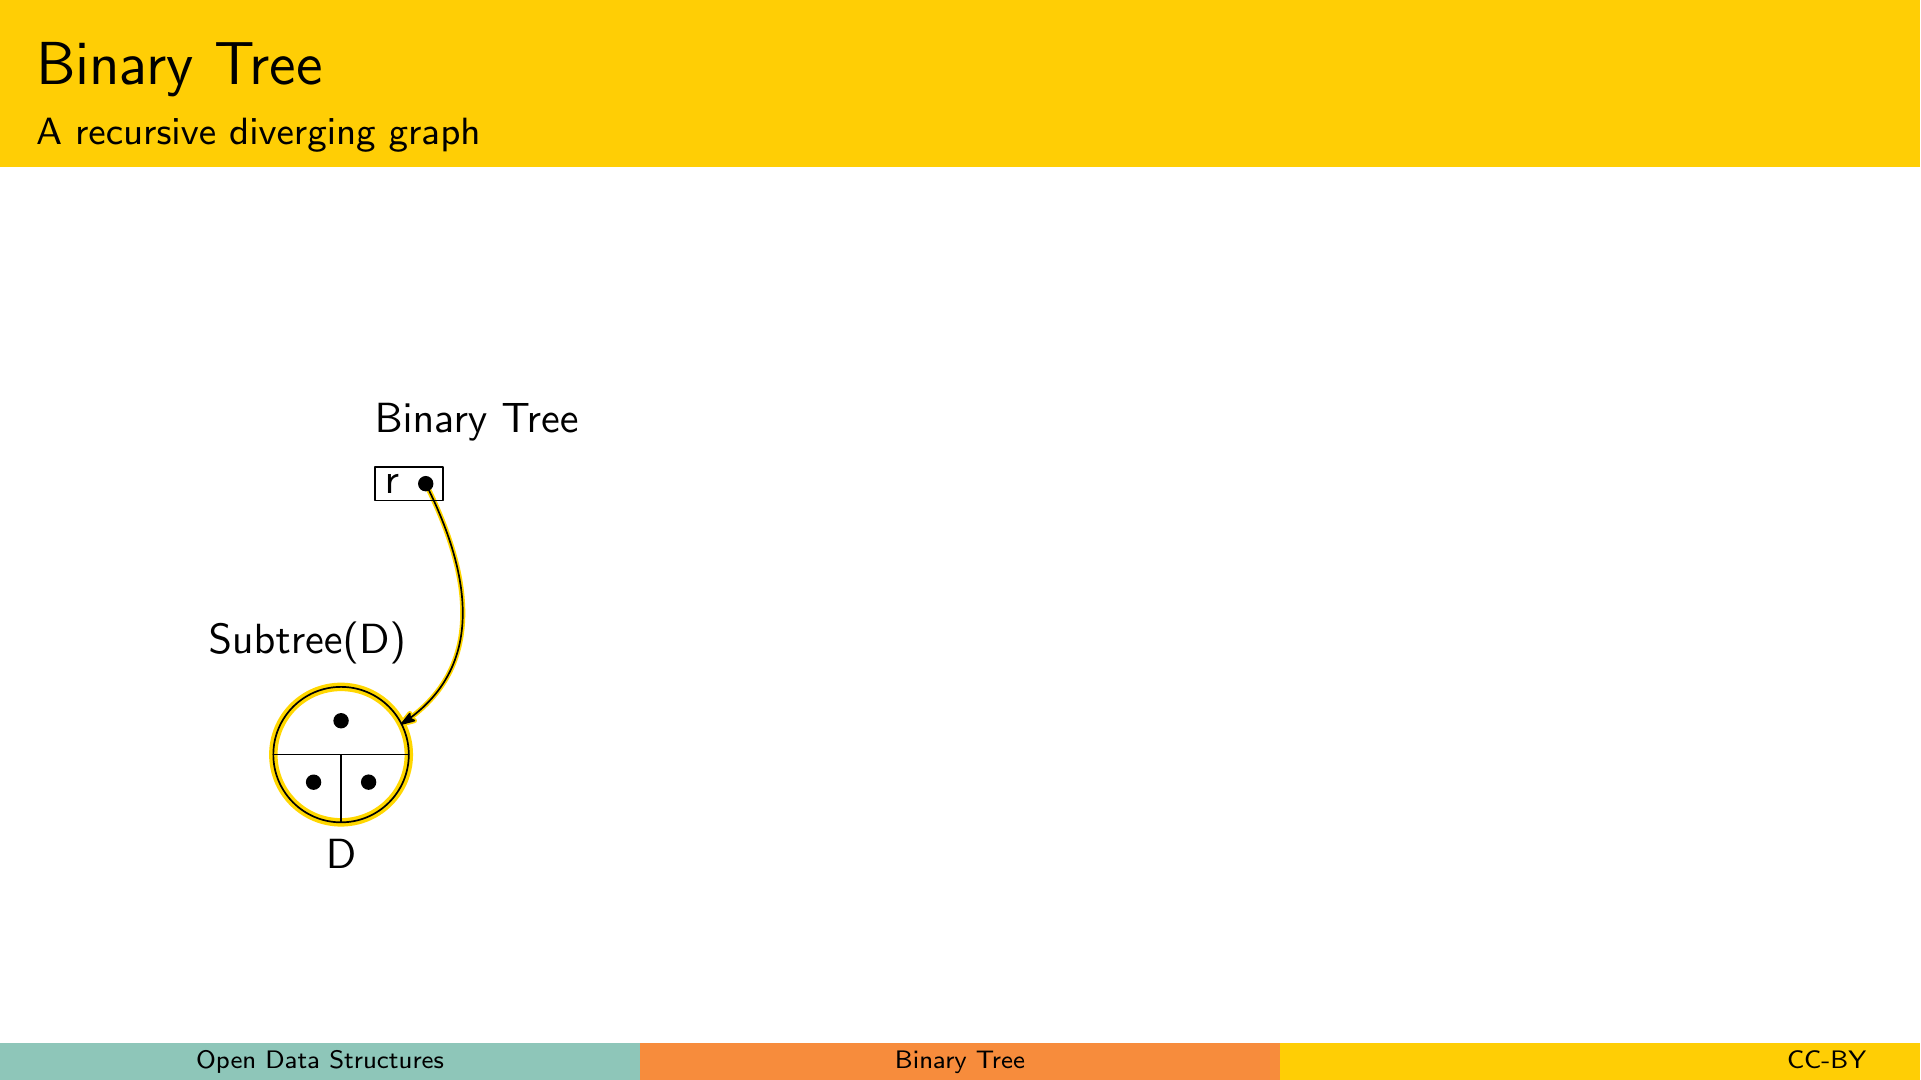 Binary Tree
A recursive diverging graph
Binary Tree
r
Subtree(D)
D
Open Data Structures
Binary Tree
CC-BY